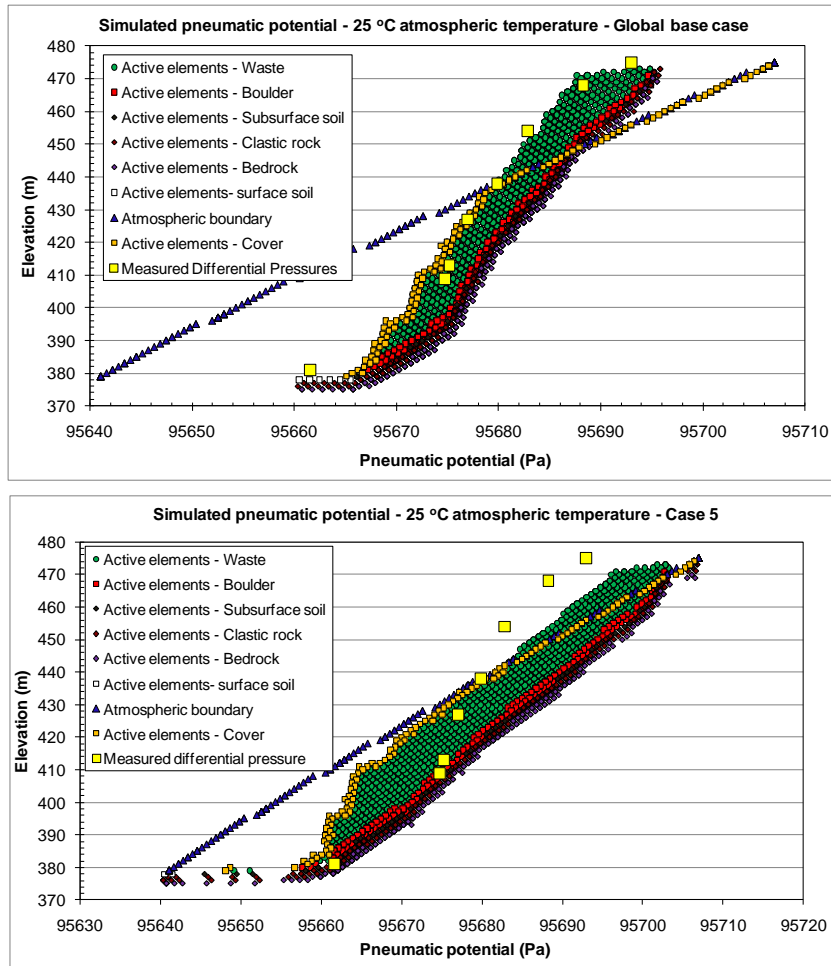 Simulated pneumatic potential - 25 °C atmospheric temperature - Global base case
480
470
460
450
440
430
420
410
400
390
380
370
Elevation (m)
Active elements - Waste
Active elements - Boulder
Active elements - Subsurface soil
Active elements - Clastic rock
Active elements - Bedrock
Active elements- surface soil
Atmospheric boundary
Active elements - Cover
Measured Differential Pressures
95640 95650 95660 95670 95680 95690 95700 95710
Pneumatic potential (Pa)
Simulated pneumatic potential - 25 °C atmospheric temperature - Case 5
480
470
460
450
440
430
420
410
400
390
380
370
Elevation (m)
Active elements - Waste
Active elements - Boulder
Active elements - Subsurface soil
Active elements - Clastic rock
Active elements - Bedrock
Active elements- surface soil
Atmospheric boundary
Active elements - Cover
Measured differential pressure
95630 95640 95650 95660 95670 95680 95690 95700 95710 95720
Pneumatic potential (Pa)